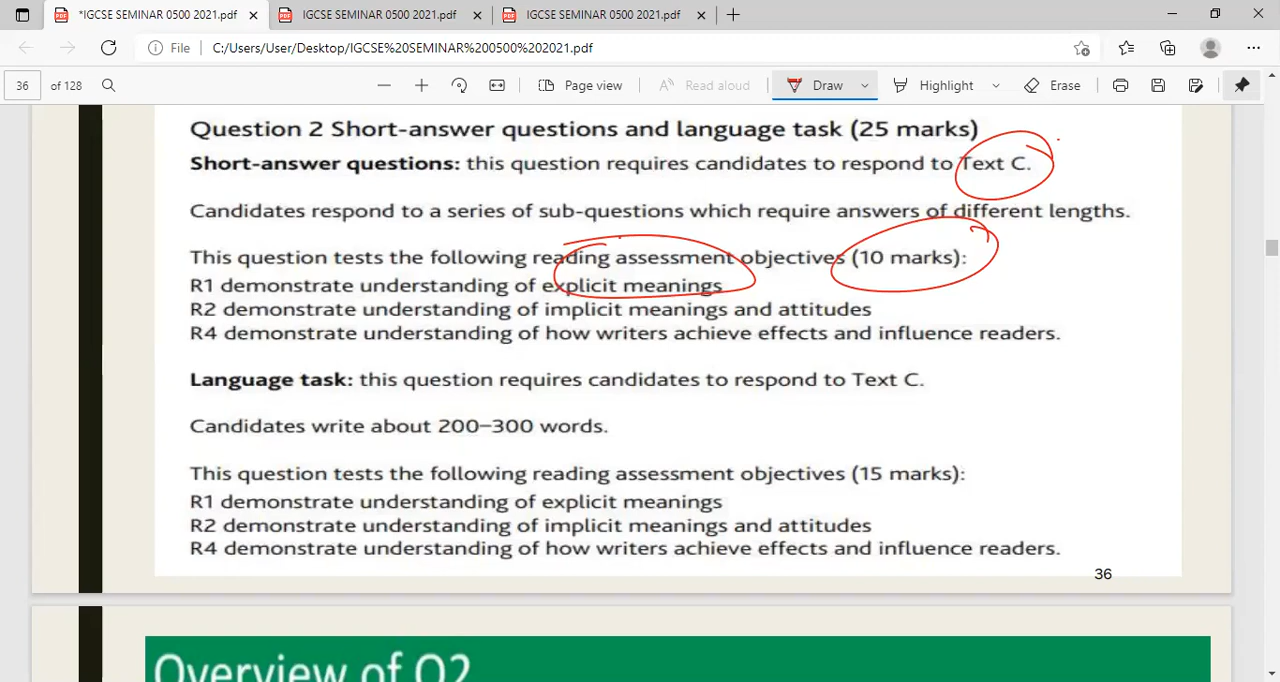 *IGCSE SEMINAR 0500 2021.pdf
IGCSE SEMINAR 0500 2021.pdf
IGCSE SEMINAR 0500 2021.pdf
File
C:/Users/User/Desktop/IGCSE%20SEMINAR%200500%202021.pdf
36
of 128
Page view
Read aloud
Draw
Highlight
Erase
Question 2 Short-answer questions and language task (25 marks)
Short-answer questions: this question requires candidates to respond to Text C.
Candidates respond to a series of sub-questions which require answers of different lengths.
This question tests the following reading assessment objectives (10 marks):
R1 demonstrate understanding of explicit meanings
R2 demonstrate understanding of implicit meanings and attitudes
R4 demonstrate understanding of how writers achieve effects and influence readers.
Language task: this question requires candidates to respond to Text C.
Candidates write about 200–300 words.
This question tests the following reading assessment objectives (15 marks):
R1 demonstrate understanding of explicit meanings
R2 demonstrate understanding of implicit meanings and attitudes
R4 demonstrate understanding of how writers achieve effects and influence readers.
36
Overview of Q2